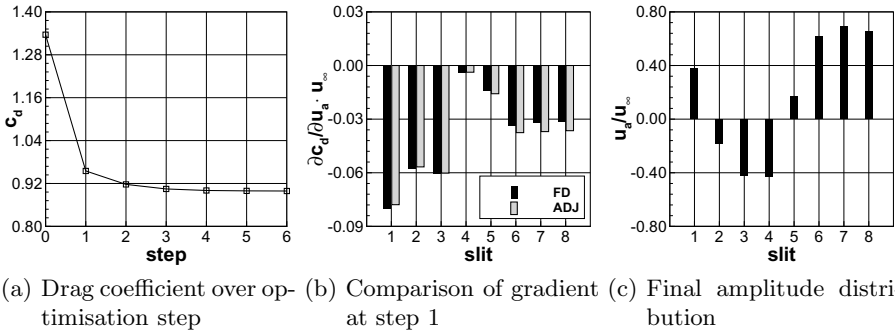 1.40
1.28
1.16
1.04
0.92
0.80
c_d
0 1 2 3 4 5 6
step
0.03
0.00
-0.03
-0.06
-0.09
∂c_d/∂u_a · u_∞
FD
ADJ
1 2 3 4 5 6 7 8
slit
0.80
0.40
0.00
-0.40
-0.80
u_a/u_∞
1 2 3 4 5 6 7 8
slit
(a) Drag coefficient over op-
timisation step
(b) Comparison of gradient
at step 1
(c) Final amplitude distri
bution